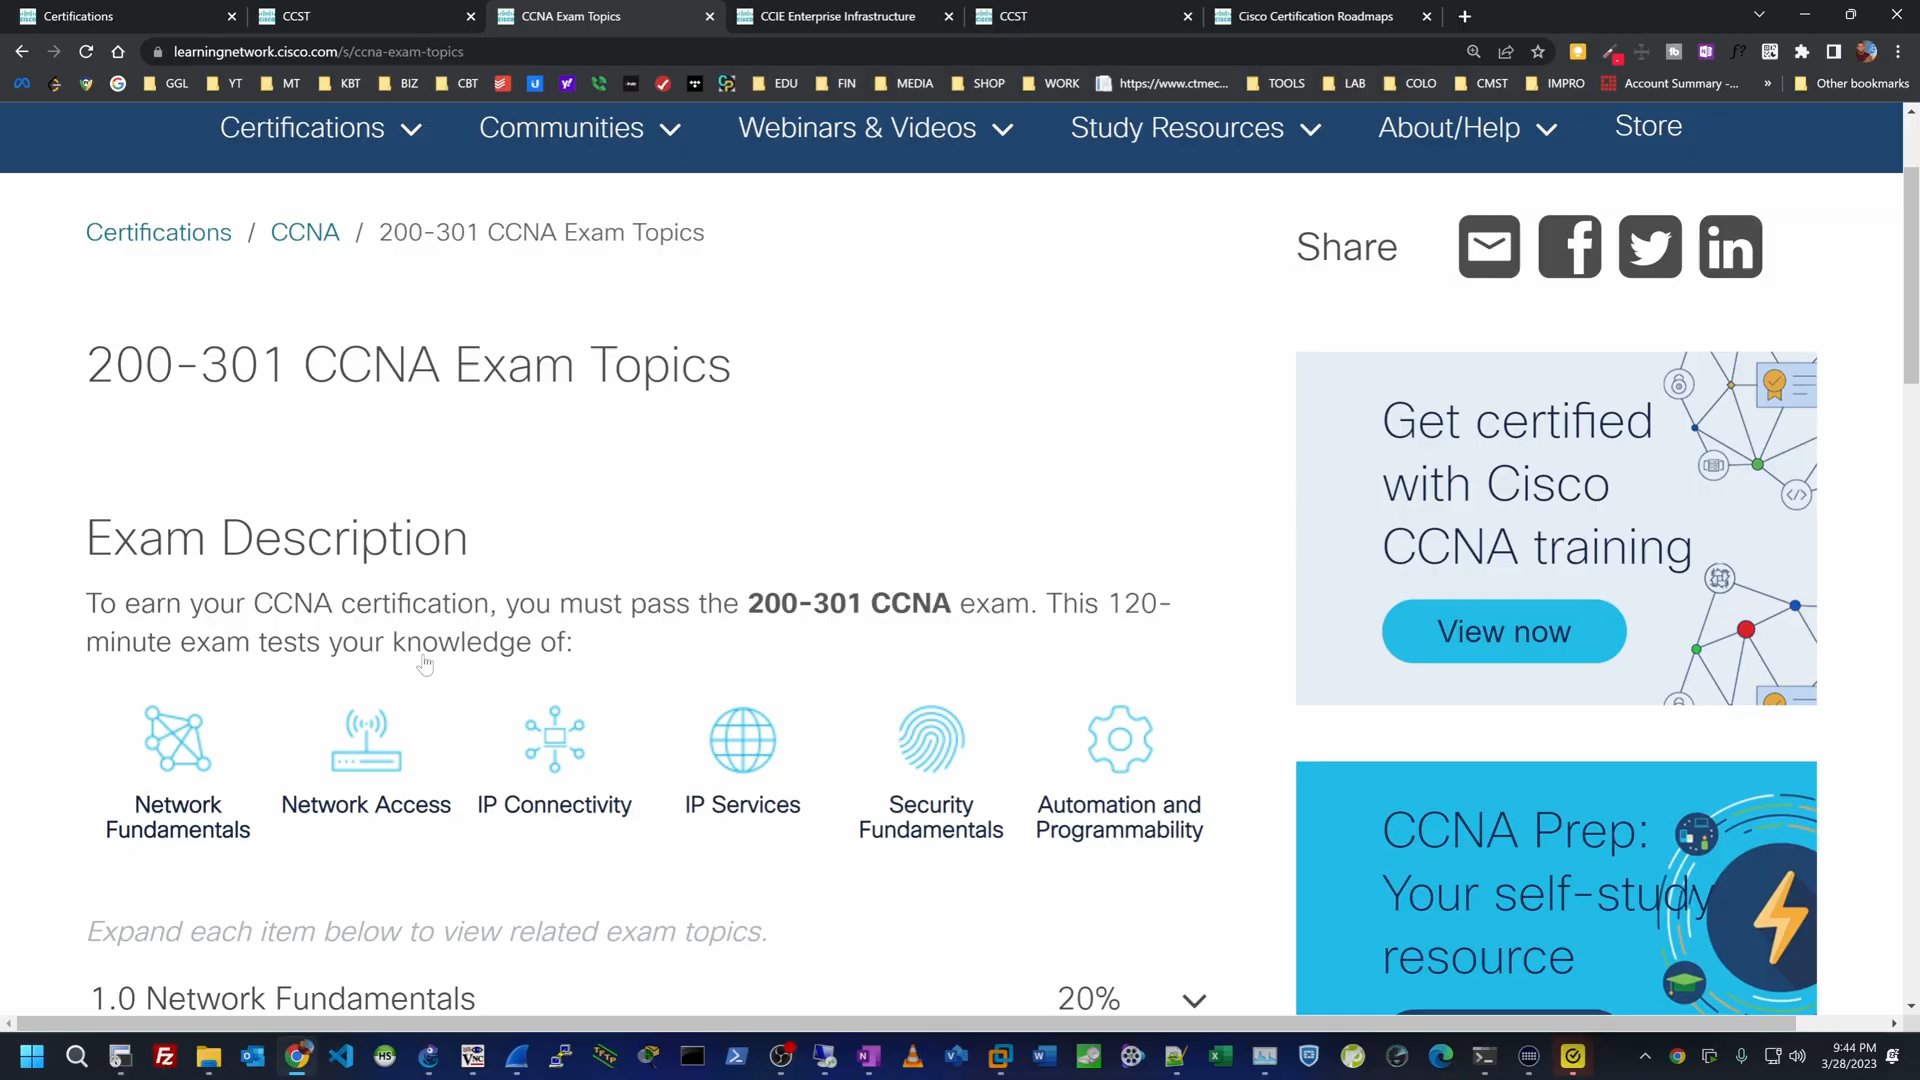 Certifications
CCST
CCNA Exam Topics
CCIE Enterprise Infrastructure
CCST
Cisco Certification Roadmaps
learningnetwork.cisco.com/s/ccna-exam-topics
GGL
YT
MT
KBT
BIZ
CBT
EDU
FIN
MEDIA
SHOP
WORK
https://www.ctmec...
TOOLS
LAB
COLO
CMST
IMPRO
Account Summary -...
»
Other bookmarks
Certifications
Communities
Webinars & Videos
Study Resources
About/Help
Store
Certifications / CCNA / 200-301 CCNA Exam Topics
Share
200-301 CCNA Exam Topics
Exam Description
To earn your CCNA certification, you must pass the 200-301 CCNA exam. This 120-
minute exam tests your knowledge of:
Network
Fundamentals
Network Access
IP Connectivity
IP Services
Security
Fundamentals
Automation and
Programmability
Expand each item below to view related exam topics.
1.0 Network Fundamentals
20%
Get certified
with Cisco
CCNA training
View now
CCNA Prep:
Your self-study
resource
9:44 PM
3/28/2023